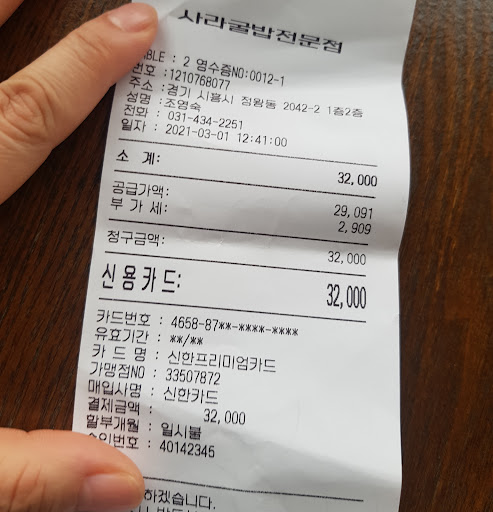 사라굴밥전문점
BLE : 2 영수증NO:0012-1
번호 :1210768077
주소 :경기 시흥시 정왕동 2042-2 1층2층
성명 :조영숙
전화 : 031-434-2251
일자 : 2021-03-01 12:41:00
소 계: 32,000
공급가액: 29,091
부 가 세: 2,909
청구금액: 32,000
신용카드: 32,000
카드번호 : 4658-87**-****-****
유효기간 : **/**
카 드 명 : 신한프리미엄카드
가맹점NO : 33507872
매입사명 : 신한카드
결제금액 : 32,000
할부개월 : 일시불
승인번호 : 40142345
하겠습니다.